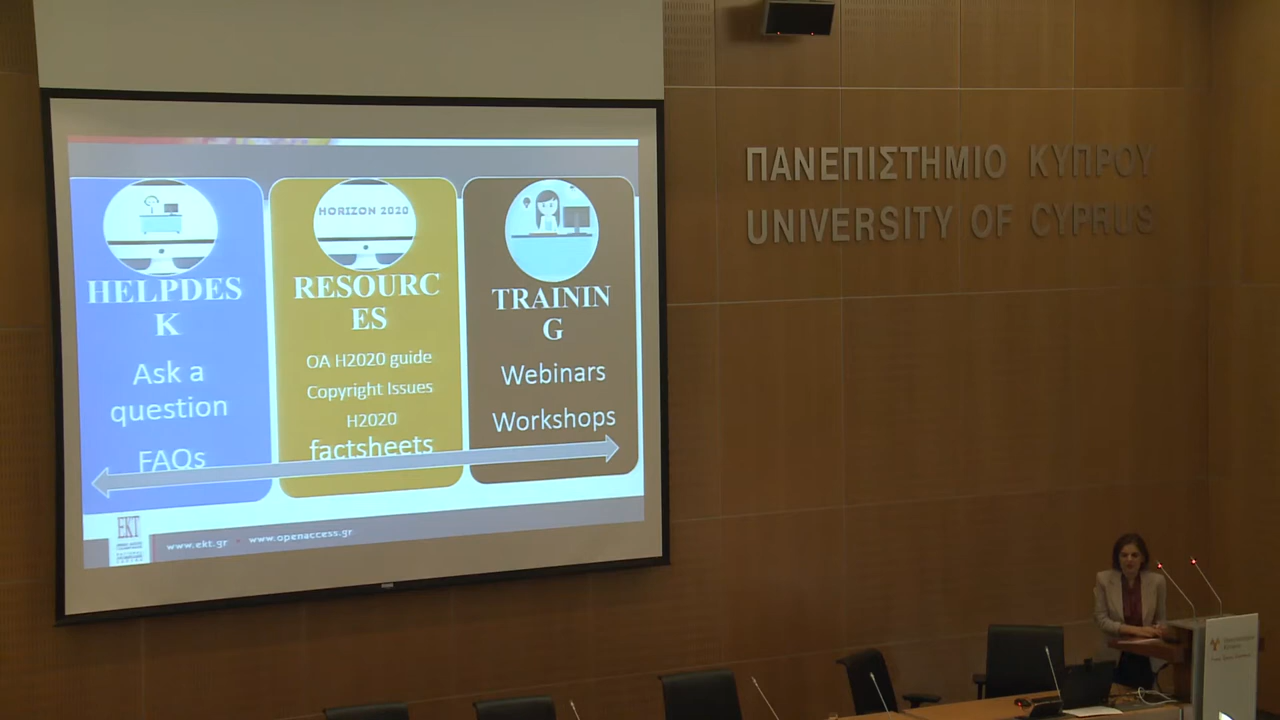 HORIZON 2020
HELPDES
K
Ask a
question
FAQs
RESOURC
ES
OA H2020 guide
Copyright Issues
H2020
factsheets
TRAININ
G
Webinars
Workshops
EKT
www.ekt.gr • www.openaccess.gr
ΠΑΝΕΠΙΣΤΗΜΙΟ ΚΥΠΡΟΥ
UNIVERSITY OF CYPRUS